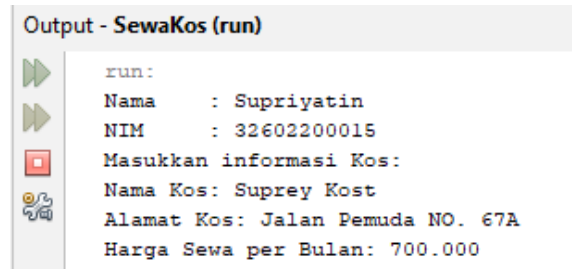 Output - SewaKos (run)
run:
Nama    : Supriyatin
NIM     : 32602200015
Masukkan informasi Kos:
Nama Kos: Suprey Kost
Alamat Kos: Jalan Pemuda NO. 67A
Harga Sewa per Bulan: 700.000